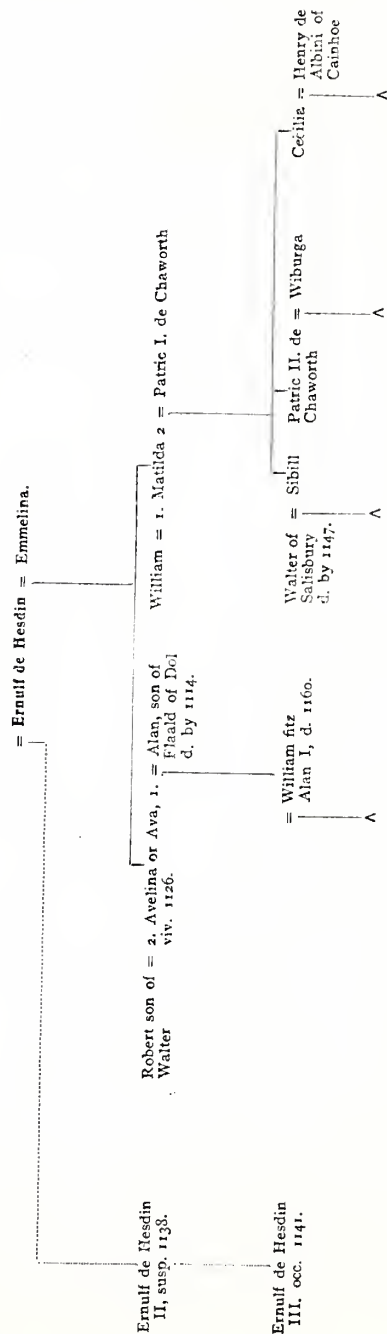 = Ernulf de Hesdin = Emmelina.
Ernulf de Hesdin
II, susp. 1138.
Robert son of = 2. Avelina or Ava, 1. = Alan, son of
Walter
viv. 1126.
Flaald of Dol
d. by 1114.
William = 1. Matilda 2 = Patric I. de Chaworth
Ernulf de Hesdin
III. occ. 1141.
= William fitz
Alan I, d. 1160.
Walter of = Sibill
Salisbury
d. by 1147.
Patric II. de = Wiburga
Chaworth
Cecilia = Henry de
Albini of
Cainhoe